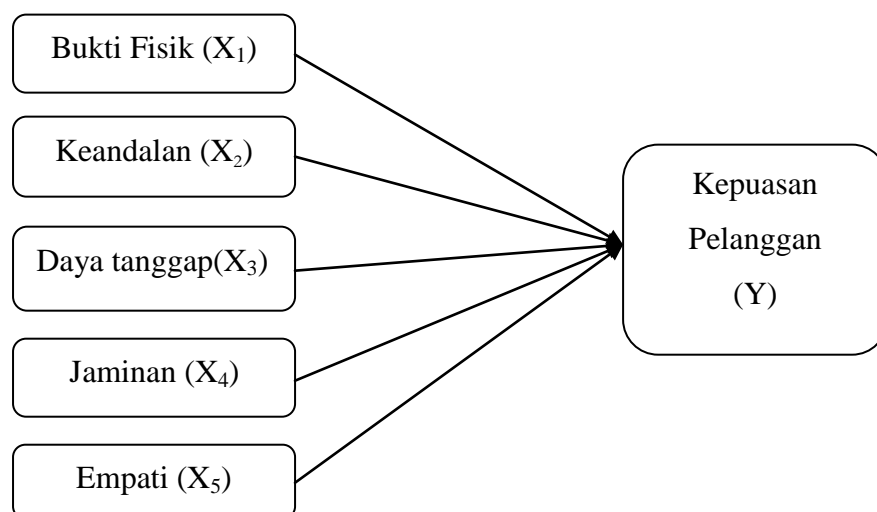 Bukti Fisik (X₁)
Keandalan (X₂)
Daya tanggap(X₃)
Jaminan (X₄)
Empati (X₅)
Kepuasan
Pelanggan
(Y)